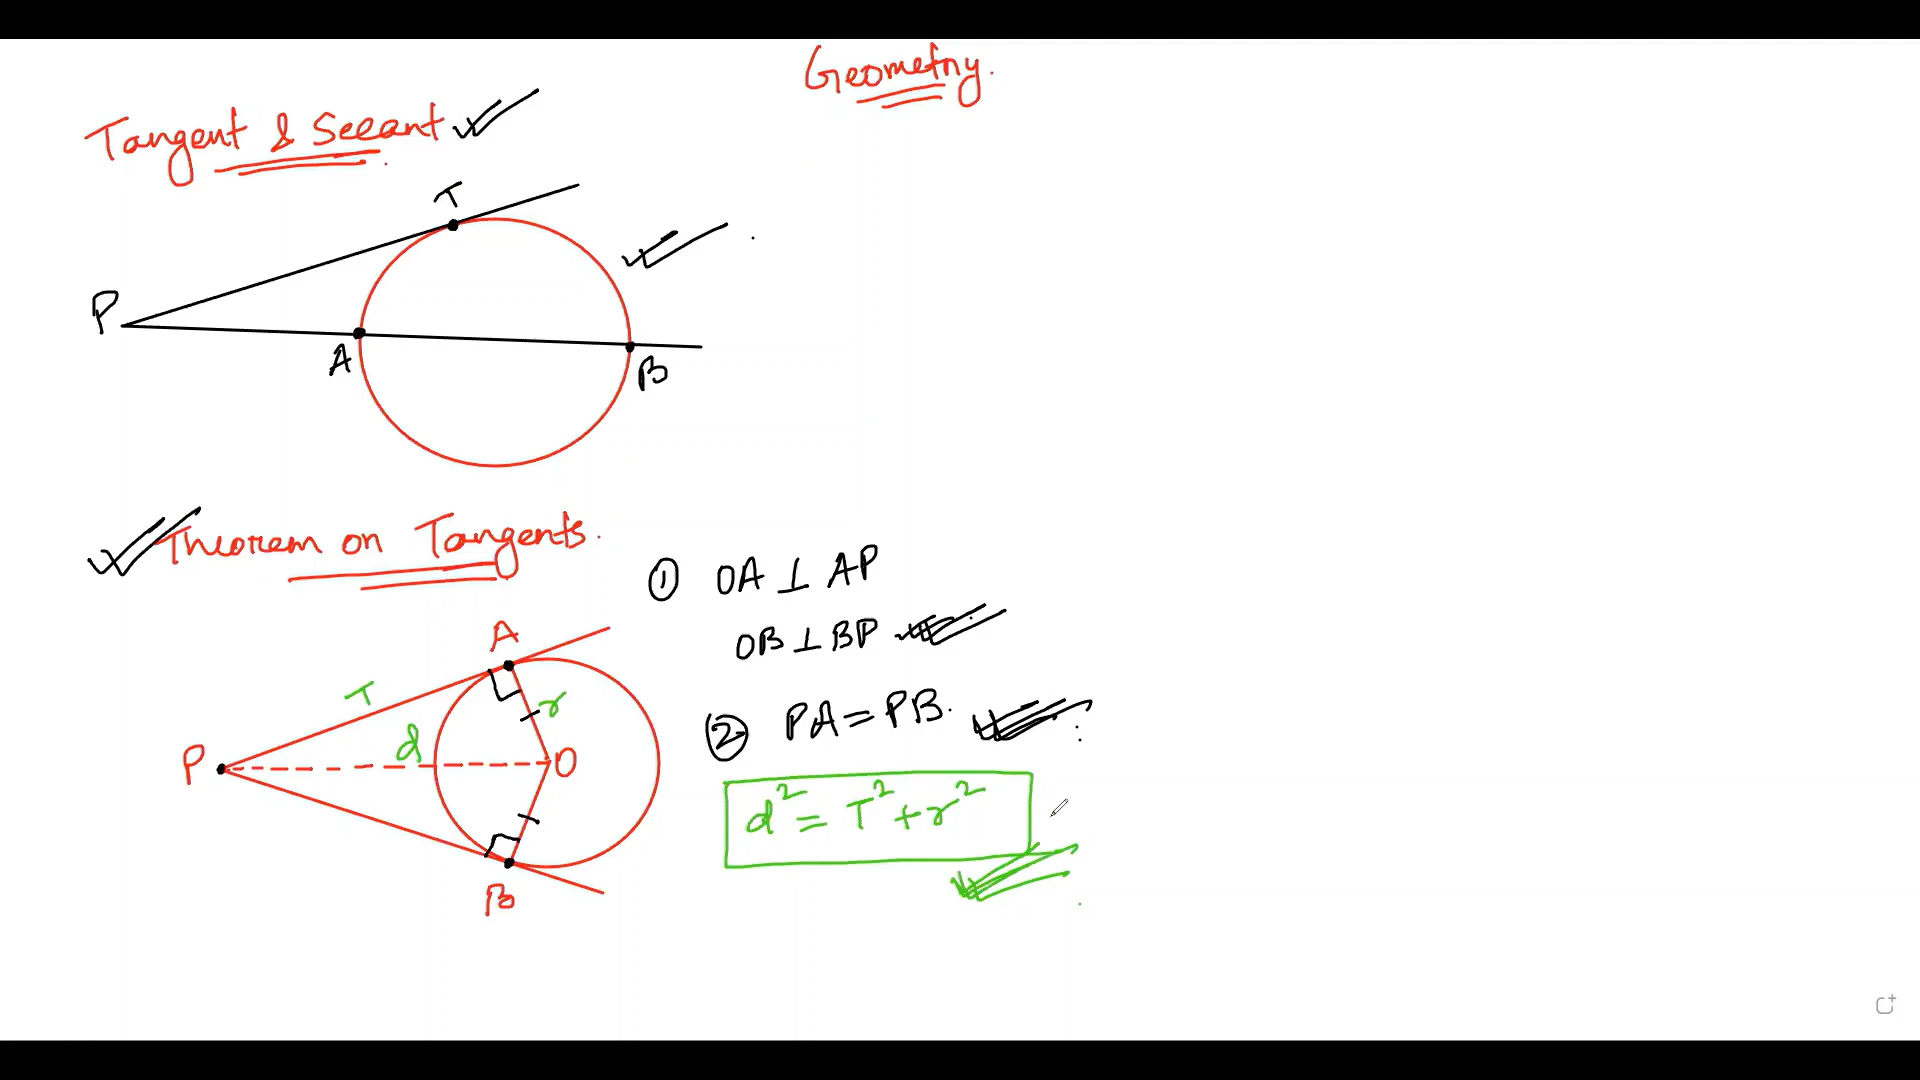 Geometry.
Tangent & Secant
T
P
A
B
Theorem on Tangents.
① OA ⊥ AP
OB ⊥ BP
② PA = PB.
d² = T² + r²
A
T
r
d
P
O
B